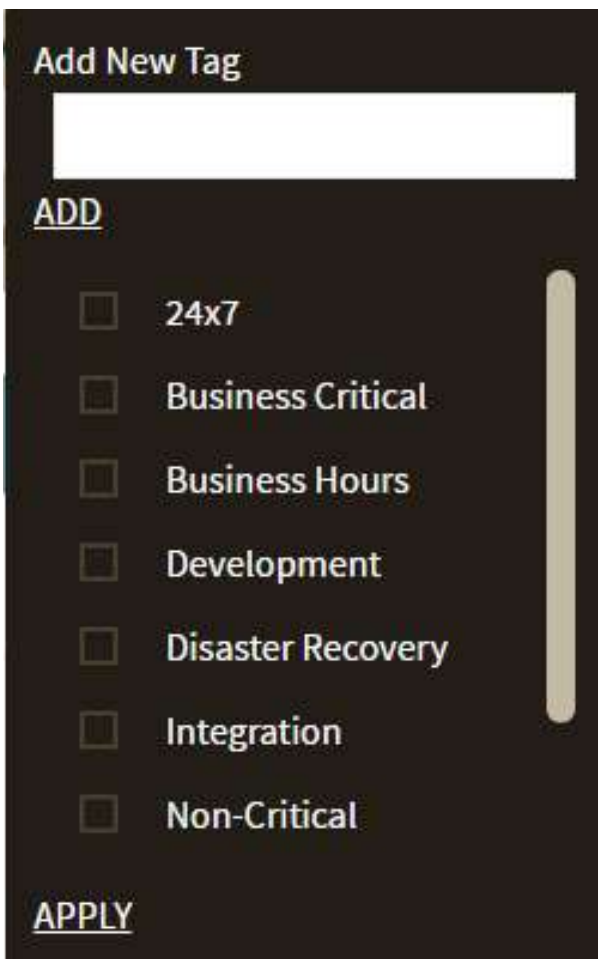 Add New Tag
ADD
24x7
Business Critical
Business Hours
Development
Disaster Recovery
Integration
Non-Critical
APPLY